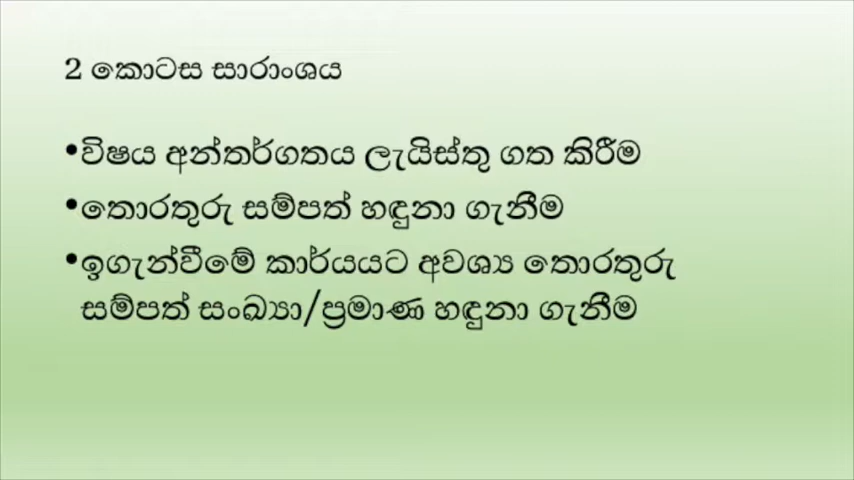 2 කොටස සාරාංශය
•විෂය අන්තර්ගතය ලැයිස්තු ගත කිරීම
•තොරතුරු සම්පත් හඳුනා ගැනීම
•ඉගැන්වීමේ කාර්යයට අවශ්‍ය තොරතුරු
සම්පත් සංඛ්‍යා/ප්‍රමාණ හඳුනා ගැනීම